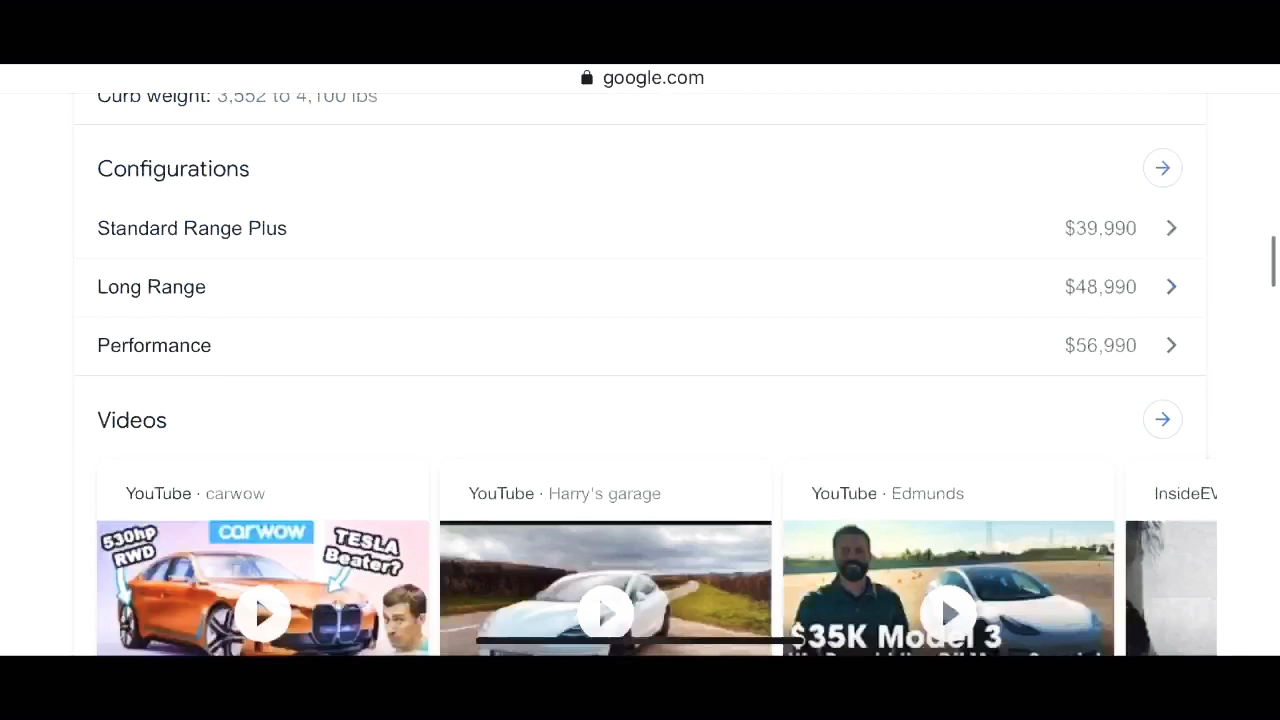 google.com
Curb weight: 3,552 to 4,100 lbs
Configurations
Standard Range Plus $39,990
Long Range $48,990
Performance $56,990
Videos
YouTube · carwow
YouTube · Harry's garage
YouTube · Edmunds
InsideEV
530hp
RWD
carwow
TESLA
Beater?
$35K Model 3